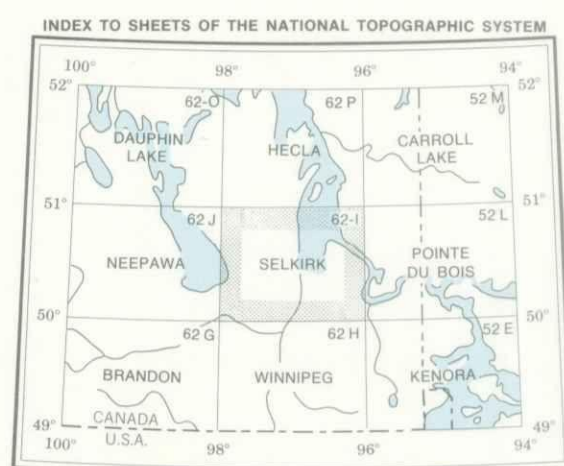 INDEX TO SHEETS OF THE NATIONAL TOPOGRAPHIC SYSTEM
100° 98° 96° 94°
52° 62-O 62 P 52 M 52°
DAUPHIN LAKE
HECLA
CARROLL LAKE
51° 62 J 62-I 52 L 51°
NEEPAWA
SELKIRK
POINTE DU BOIS
50° 62 G 62 H 52 E 50°
BRANDON
WINNIPEG
KENORA
49° CANADA 49°
U.S.A.
100° 98° 96° 94°